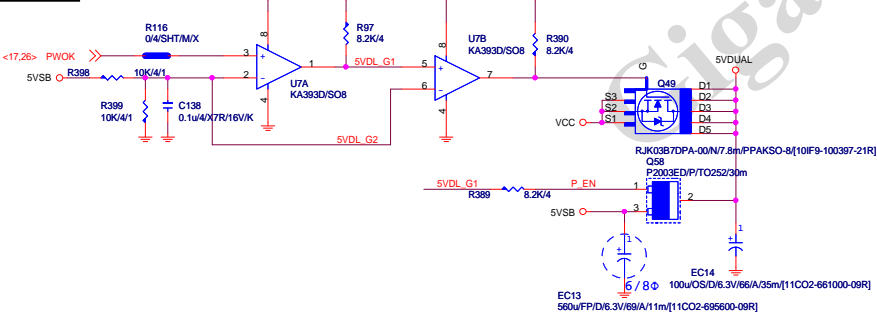 R116
0/4/SHT/M/X
<17,26> PWOK
5VSB
R398
10K/4/1
R399
10K/4/1
C138
0.1u/4/X7R/16V/K
8
3
2
1
4
U7A
KA393D/SO8
R97
8.2K/4
5VDL_G1
5VDL_G2
U7B
KA393D/SO8
8
5
6
7
4
R390
8.2K/4
G
Q49
S3
S2
S1
VCC
D1
D2
D3
D4
D5
5VDUAL
RJK03B7DPA-00/N/7.8m/PPAKSO-8/[10IF9-100397-21R]
Q58
P2003ED/P/TO252/30m
5VDL_G1
R389
8.2K/4
P_EN
1
5VSB
3
2
1
+
6/8Φ
EC13
560u/FP/D/6.3V/69/A/11m/[11CO2-695600-09R]
1
+
EC14
100u/OS/D/6.3V/66/A/35m/[11CO2-661000-09R]
Giga